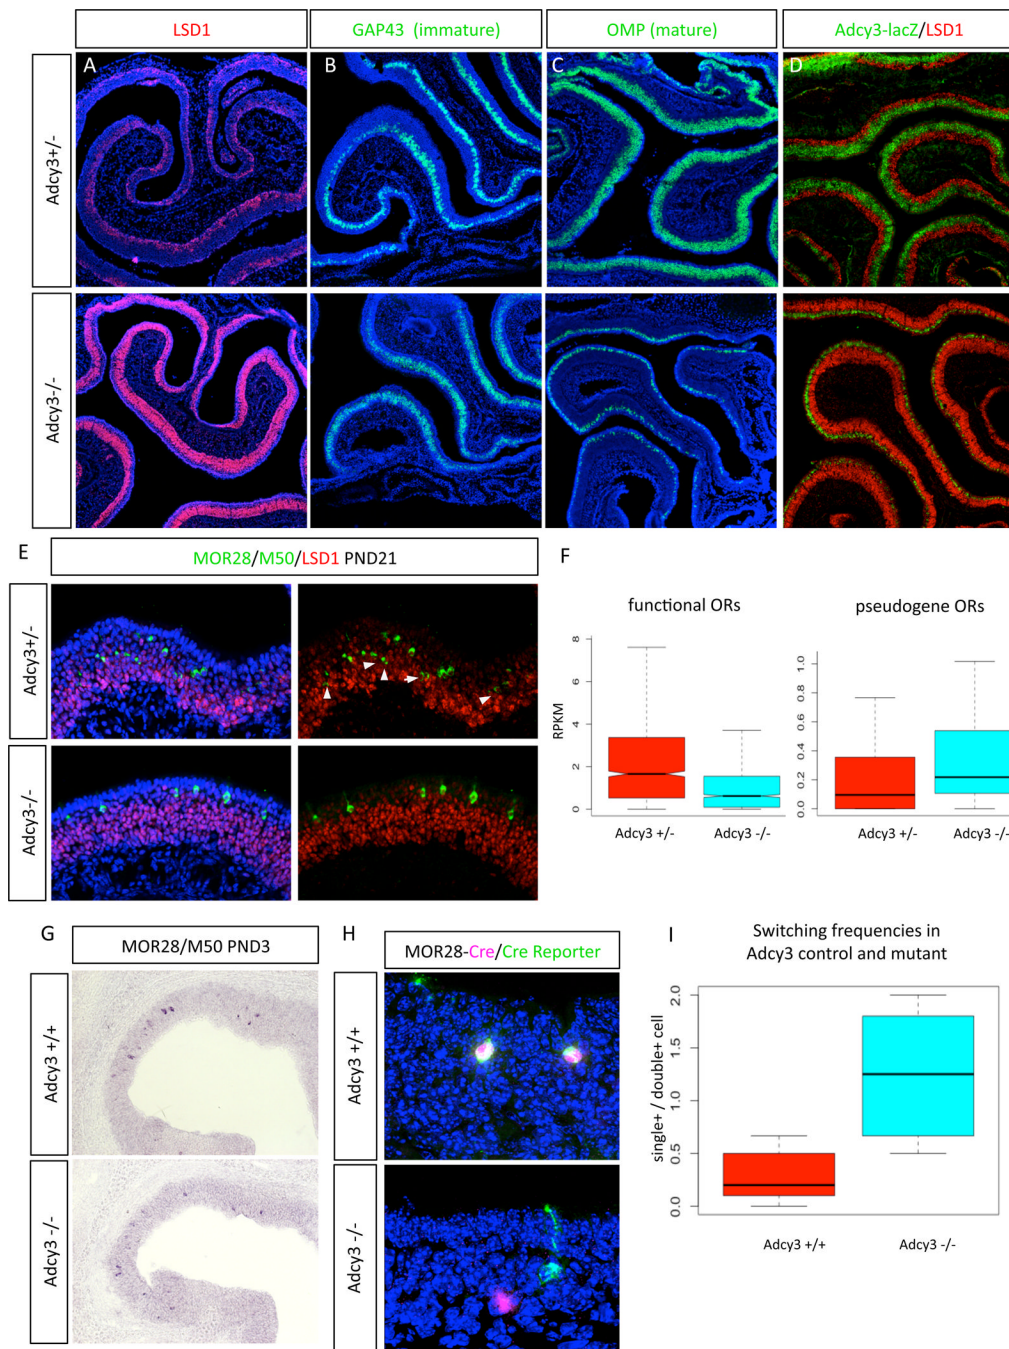 LSD1
GAP43 (immature)
OMP (mature)
Adcy3-lacZ/LSD1
A
B
C
D
Adcy3+/-
Adcy3-/-
E
MOR28/M50/LSD1 PND21
Adcy3+/-
Adcy3-/-
F
functional ORs
pseudogene ORs
RPKM
8
6
4
2
0
Adcy3 +/-
Adcy3 -/-
1.0
0.8
0.6
0.4
0.2
0.0
Adcy3 +/-
Adcy3 -/-
G
MOR28/M50 PND3
Adcy3 +/+
Adcy3 -/-
H
MOR28-Cre/Cre Reporter
Adcy3 +/+
Adcy3 -/-
I
Switching frequencies in
Adcy3 control and mutant
single+ / double+ cell
2.0
1.5
1.0
0.5
0.0
Adcy3 +/+
Adcy3 -/-